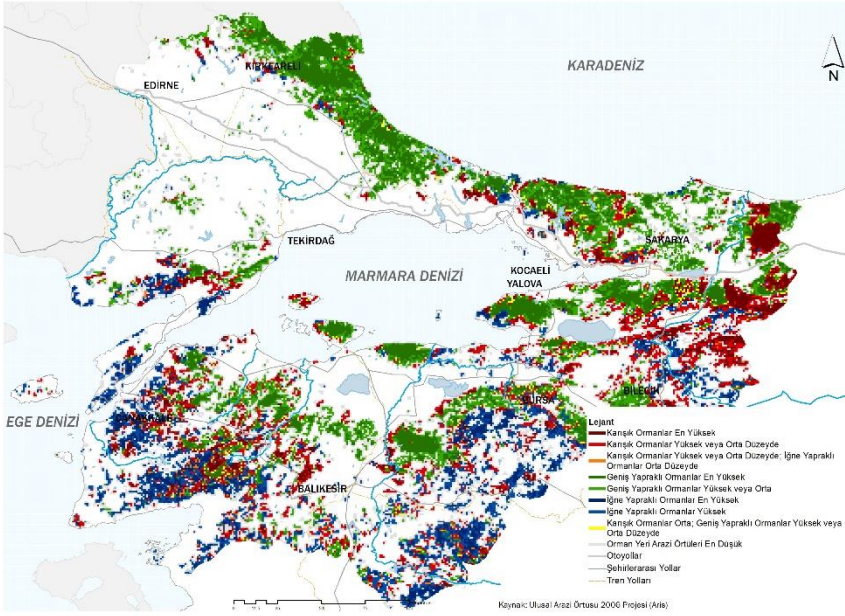 KARADENİZ
N
KIRKLARELİ
EDİRNE
TEKİRDAĞ
SAKARYA
MARMARA DENİZİ
KOCAELİ
YALOVA
EGE DENİZİ
ÇANAKKALE
BURSA
BİLECİK
BALIKESİR
Lejant
Karışık Ormanlar En Yüksek
Karışık Ormanlar Yüksek veya Orta Düzeyde
Karışık Ormanlar Yüksek veya Orta Düzeyde; İğne Yapraklı
Ormanlar Orta Düzeyde
Geniş Yapraklı Ormanlar En Yüksek
Geniş Yapraklı Ormanlar Yüksek veya Orta
İğne Yapraklı Ormanlar En Yüksek
İğne Yapraklı Ormanlar Yüksek
Karışık Ormanlar Orta; Geniş Yapraklı Ormanlar Yüksek veya
Orta Düzeyde
Orman Yeri Arazi Örtüleri En Düşük
Otoyollar
Şehirlerarası Yollar
Tren Yolları
Kaynak: Ulusal Arazi Örtüsü 2006 Projesi (Aris)